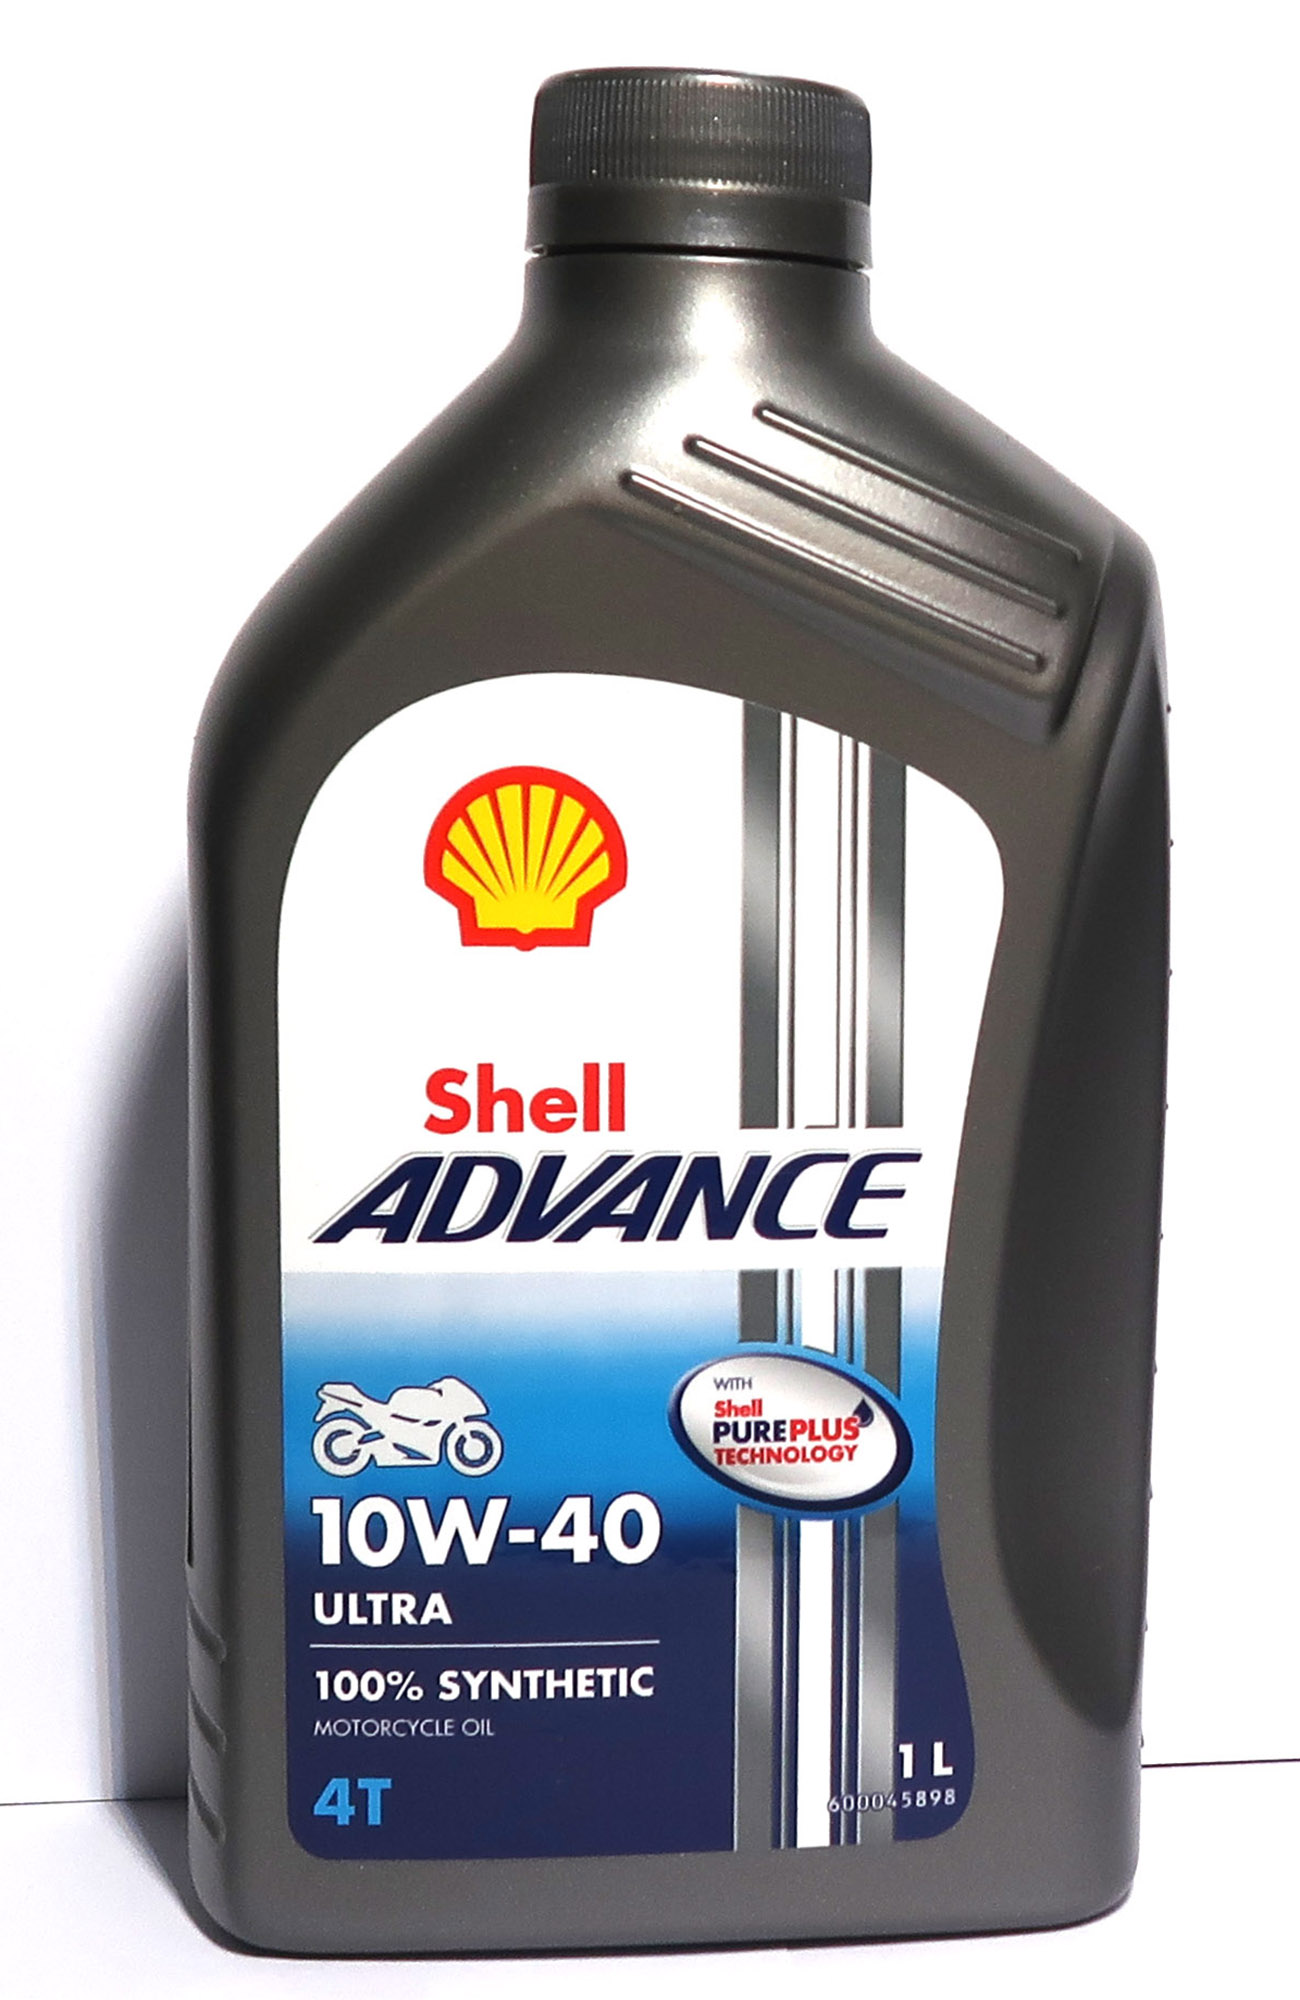 Shell
ADVANCE
WITH
Shell
PUREPLUS
TECHNOLOGY
10W-40
ULTRA
100% SYNTHETIC
MOTORCYCLE OIL
4T
1 L
600045898